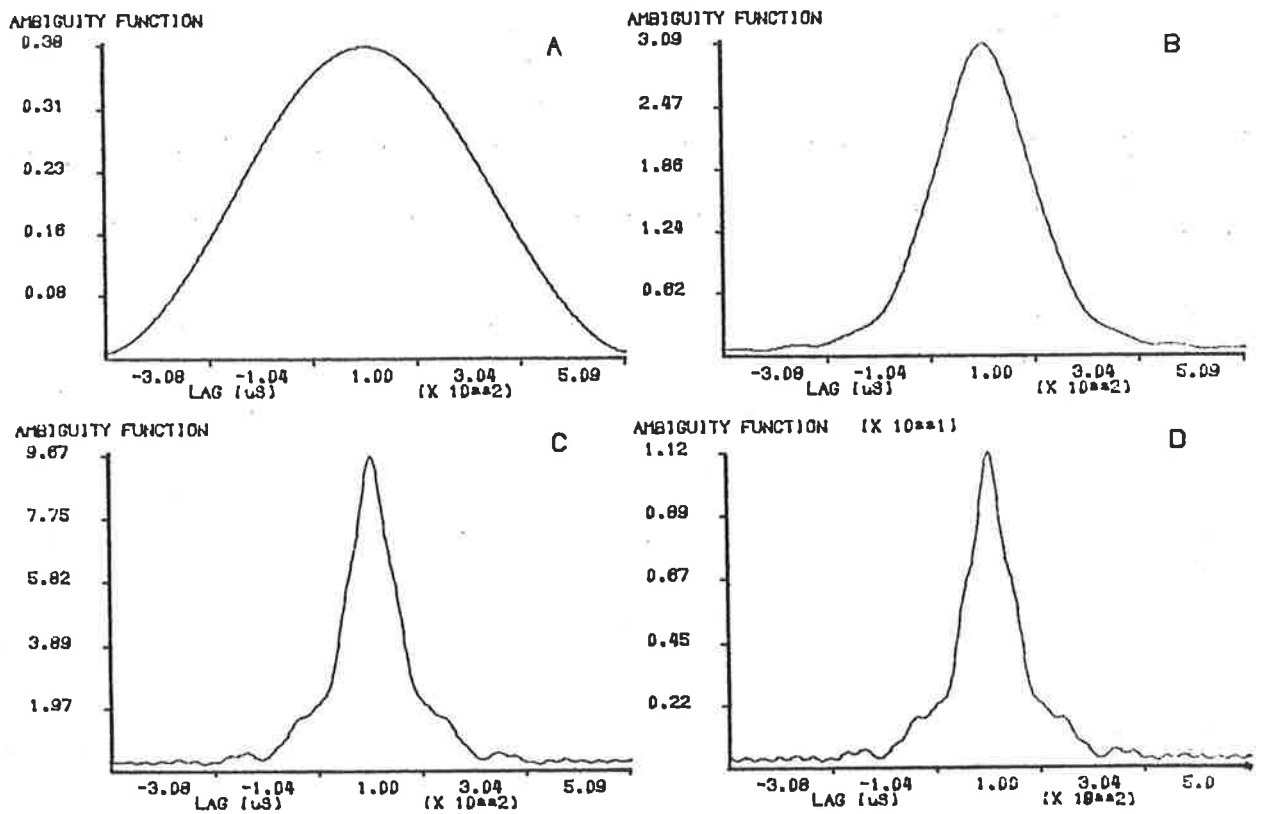 AMBIGUITY FUNCTION
A
0.38
0.31
0.23
0.16
0.08
-3.08 -1.04 1.00 3.04 5.09
LAG [uS] [X 10**2]
AMBIGUITY FUNCTION
B
3.09
2.47
1.86
1.24
0.62
-3.08 -1.04 1.00 3.04 5.09
LAG [uS] [X 10**2]
AMBIGUITY FUNCTION
C
9.67
7.75
5.82
3.89
1.97
-3.08 -1.04 1.00 3.04 5.09
LAG [uS] [X 10**2]
AMBIGUITY FUNCTION [X 10**1]
D
1.12
0.89
0.67
0.45
0.22
-3.08 -1.04 1.00 3.04 5.0
LAG [uS] [X 10**2]